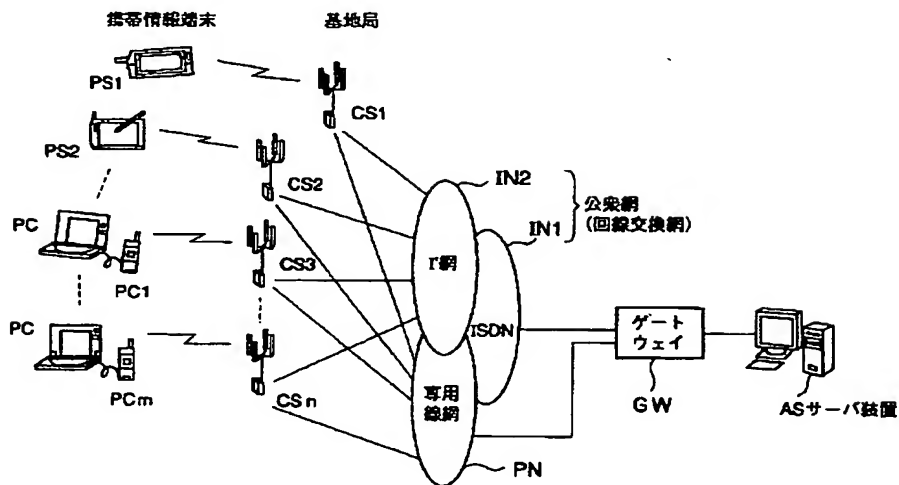 携帯情報端末
基地局
PS1
CS1
PS2
CS2
IN2
公衆網
(回線交換網)
IN1
PC
CS3
I'網
PC1
ISDN
ゲート
ウェイ
PC
PCm
CSn
専用
線網
GW
ASサーバ装置
PN